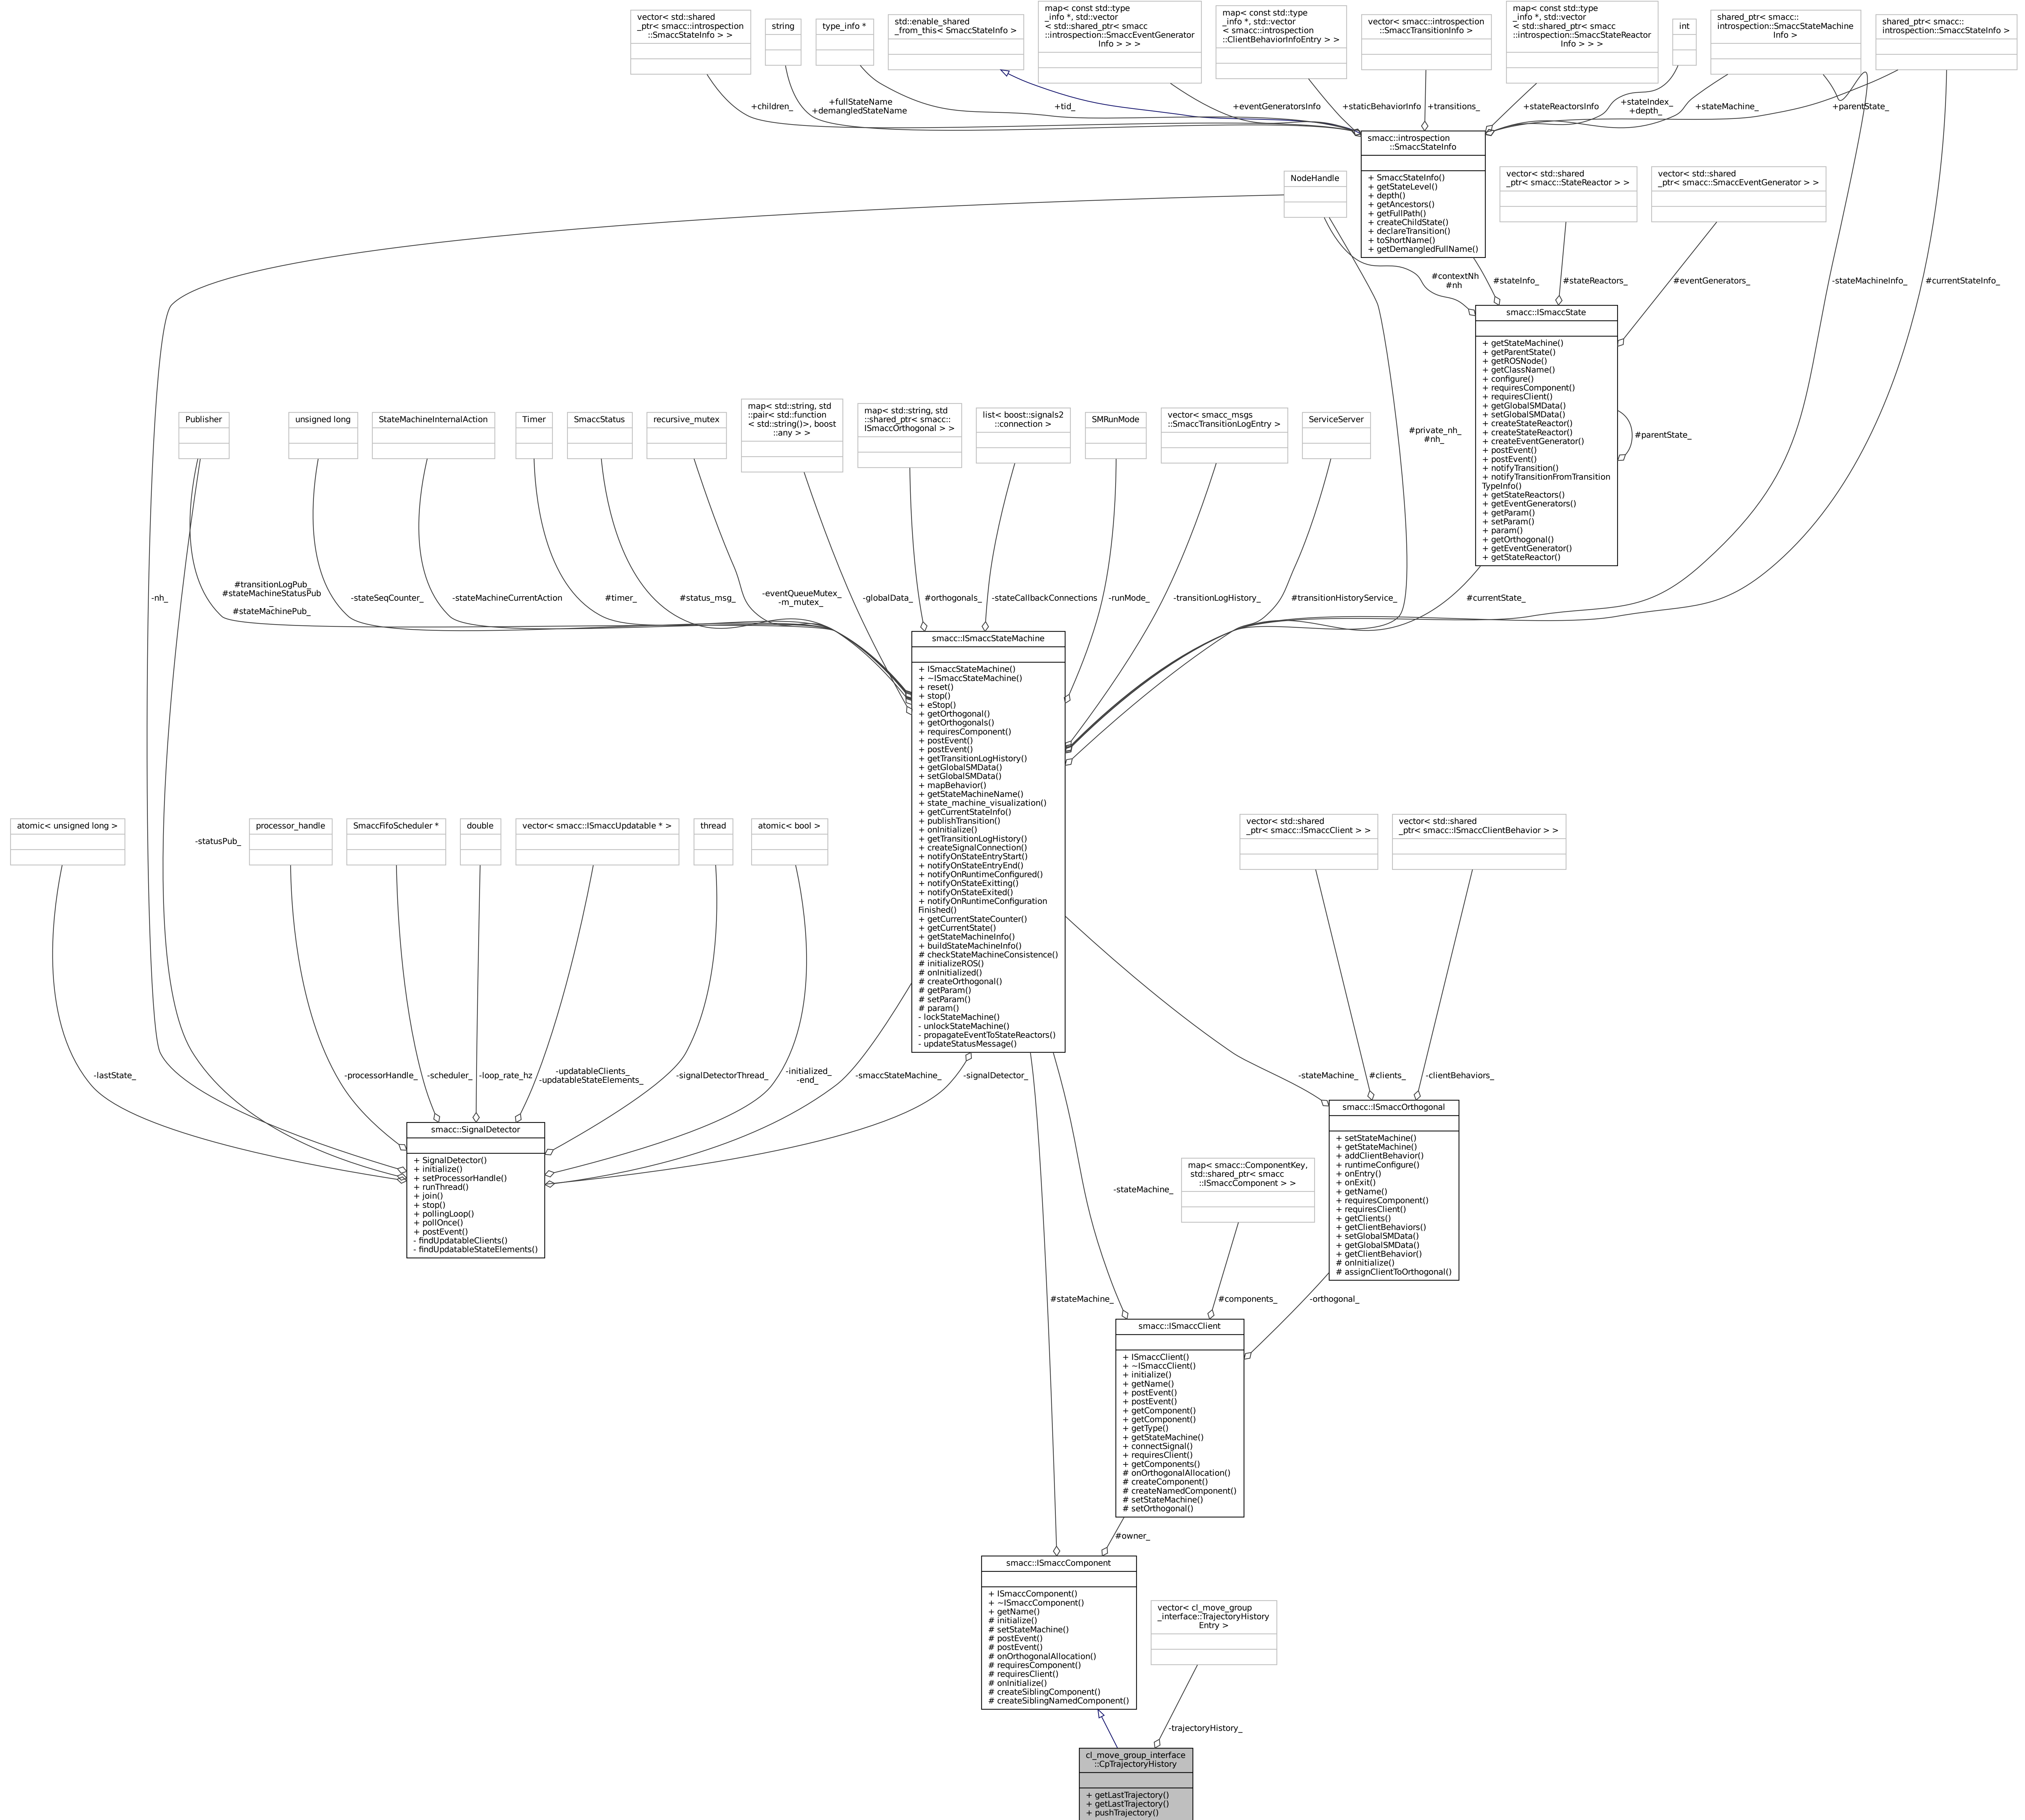 vector< std::shared
_ptr< smacc::introspection
::SmaccStateInfo > >
string
type_info *
std::enable_shared
_from_this< SmaccStateInfo >
map< const std::type
_info *, std::vector
< std::shared_ptr< smacc
::introspection::SmaccEventGenerator
Info > > >
map< const std::type
_info *, std::vector
< smacc::introspection
::ClientBehaviorInfoEntry > >
vector< smacc::introspection
::SmaccTransitionInfo >
map< const std::type
_info *, std::vector
< std::shared_ptr< smacc
::introspection::SmaccStateReactor
Info > > >
int
shared_ptr< smacc::
introspection::SmaccStateMachine
Info >
shared_ptr< smacc::
introspection::SmaccStateInfo >
+children_
+fullStateName
+demangledStateName
+tid_
+eventGeneratorsInfo
+staticBehaviorInfo
+transitions_
+stateReactorsInfo
+stateIndex_
+depth_
+stateMachine_
+parentState_
smacc::introspection
::SmaccStateInfo
+ SmaccStateInfo()
+ getStateLevel()
+ depth()
+ getAncestors()
+ getFullPath()
+ createChildState()
+ declareTransition()
+ toShortName()
+ getDemangledFullName()
NodeHandle
vector< std::shared
_ptr< smacc::StateReactor > >
vector< std::shared
_ptr< smacc::SmaccEventGenerator > >
#contextNh
#nh
#stateInfo_
#stateReactors_
#eventGenerators_
-stateMachineInfo_
#currentStateInfo_
smacc::ISmaccState
+ getStateMachine()
+ getParentState()
+ getROSNode()
+ getClassName()
+ configure()
+ requiresComponent()
+ requiresClient()
+ getGlobalSMData()
+ setGlobalSMData()
+ createStateReactor()
+ createStateReactor()
+ createEventGenerator()
+ postEvent()
+ postEvent()
+ notifyTransition()
+ notifyTransitionFromTransition
TypeInfo()
+ getStateReactors()
+ getEventGenerators()
+ getParam()
+ setParam()
+ param()
+ getOrthogonal()
+ getEventGenerator()
+ getStateReactor()
#parentState_
Publisher
unsigned long
StateMachineInternalAction
Timer
SmaccStatus
recursive_mutex
map< std::string, std
::pair< std::function
< std::string()>, boost
::any > >
map< std::string, std
::shared_ptr< smacc::
ISmaccOrthogonal > >
list< boost::signals2
::connection >
SMRunMode
vector< smacc_msgs
::SmaccTransitionLogEntry >
ServiceServer
#private_nh_
#nh_
-nh_
#transitionLogPub_
#stateMachineStatusPub
_
#stateMachinePub_
-stateSeqCounter_
-stateMachineCurrentAction
#timer_
#status_msg_
-eventQueueMutex_
-m_mutex_
-globalData_
#orthogonals_
-stateCallbackConnections
-runMode_
-transitionLogHistory_
#transitionHistoryService_
#currentState_
smacc::ISmaccStateMachine
+ ISmaccStateMachine()
+ ~ISmaccStateMachine()
+ reset()
+ stop()
+ eStop()
+ getOrthogonal()
+ getOrthogonals()
+ requiresComponent()
+ postEvent()
+ postEvent()
+ getTransitionLogHistory()
+ getGlobalSMData()
+ setGlobalSMData()
+ mapBehavior()
+ getStateMachineName()
+ state_machine_visualization()
+ getCurrentStateInfo()
+ publishTransition()
+ onInitialize()
+ getTransitionLogHistory()
+ createSignalConnection()
+ notifyOnStateEntryStart()
+ notifyOnStateEntryEnd()
+ notifyOnRuntimeConfigured()
+ notifyOnStateExitting()
+ notifyOnStateExited()
+ notifyOnRuntimeConfiguration
Finished()
+ getCurrentStateCounter()
+ getCurrentState()
+ getStateMachineInfo()
+ buildStateMachineInfo()
# checkStateMachineConsistence()
# initializeROS()
# onInitialized()
# createOrthogonal()
# getParam()
# setParam()
# param()
- lockStateMachine()
- unlockStateMachine()
- propagateEventToStateReactors()
- updateStatusMessage()
atomic< unsigned long >
-statusPub_
processor_handle
SmaccFifoScheduler *
double
vector< smacc::ISmaccUpdatable * >
thread
atomic< bool >
vector< std::shared
_ptr< smacc::ISmaccClient > >
vector< std::shared
_ptr< smacc::ISmaccClientBehavior > >
-lastState_
-processorHandle_
-scheduler_
-loop_rate_hz
-updatableClients_
-updatableStateElements_
-signalDetectorThread_
-initialized_
-end_
-smaccStateMachine_
-signalDetector_
-stateMachine_
#clients_
-clientBehaviors_
smacc::SignalDetector
+ SignalDetector()
+ initialize()
+ setProcessorHandle()
+ runThread()
+ join()
+ stop()
+ pollingLoop()
+ pollOnce()
+ postEvent()
- findUpdatableClients()
- findUpdatableStateElements()
smacc::ISmaccOrthogonal
+ setStateMachine()
+ getStateMachine()
+ addClientBehavior()
+ runtimeConfigure()
+ onEntry()
+ onExit()
+ getName()
+ requiresComponent()
+ requiresClient()
+ getClients()
+ getClientBehaviors()
+ setGlobalSMData()
+ getGlobalSMData()
+ getClientBehavior()
# onInitialize()
# assignClientToOrthogonal()
map< smacc::ComponentKey,
std::shared_ptr< smacc
::ISmaccComponent > >
-stateMachine_
#stateMachine_
#components_
-orthogonal_
smacc::ISmaccClient
+ ISmaccClient()
+ ~ISmaccClient()
+ initialize()
+ getName()
+ postEvent()
+ postEvent()
+ getComponent()
+ getComponent()
+ getType()
+ getStateMachine()
+ connectSignal()
+ requiresClient()
+ getComponents()
# onOrthogonalAllocation()
# createComponent()
# createNamedComponent()
# setStateMachine()
# setOrthogonal()
#owner_
smacc::ISmaccComponent
+ ISmaccComponent()
+ ~ISmaccComponent()
+ getName()
# initialize()
# setStateMachine()
# postEvent()
# postEvent()
# onOrthogonalAllocation()
# requiresComponent()
# requiresClient()
# onInitialize()
# createSiblingComponent()
# createSiblingNamedComponent()
vector< cl_move_group
_interface::TrajectoryHistory
Entry >
-trajectoryHistory_
cl_move_group_interface
::CpTrajectoryHistory
+ getLastTrajectory()
+ getLastTrajectory()
+ pushTrajectory()